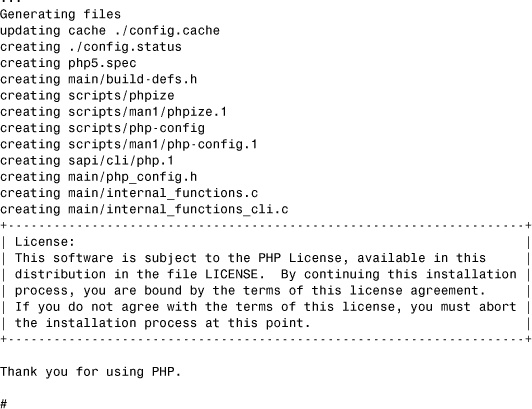 ...
Generating files
updating cache ./config.cache
creating ./config.status
creating php5.spec
creating main/build-defs.h
creating scripts/phpize
creating scripts/man1/phpize.1
creating scripts/php-config
creating scripts/man1/php-config.1
creating sapi/cli/php.1
creating main/php_config.h
creating main/internal_functions.c
creating main/internal_functions_cli.c
+--------------------------------------------------------------------+
| License:                                                           |
| This software is subject to the PHP License, available in this     |
| distribution in the file LICENSE.  By continuing this installation |
| process, you are bound by the terms of this license agreement.     |
| If you do not agree with the terms of this license, you must abort |
| the installation process at this point.                            |
+--------------------------------------------------------------------+
Thank you for using PHP.
#